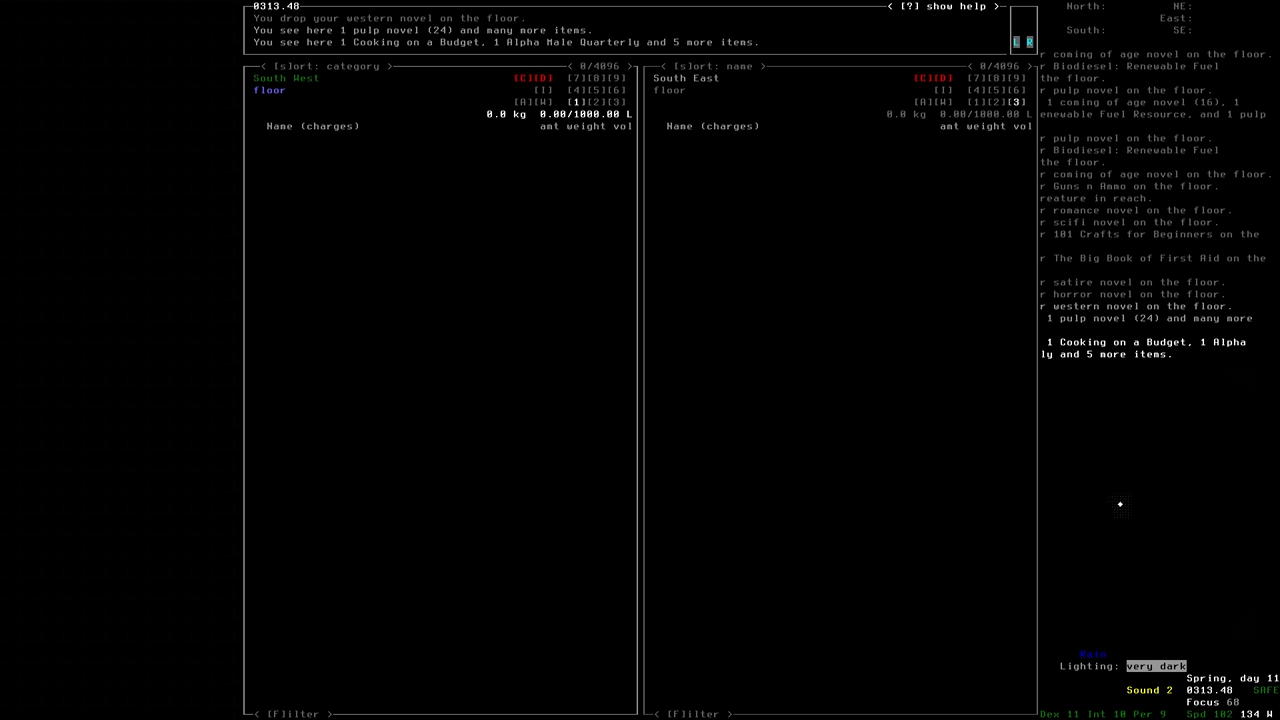 0313.48 < [?] show help >
You drop your western novel on the floor.
You see here 1 pulp novel (24) and many more items.
You see here 1 Cooking on a Budget, 1 Alpha Male Quarterly and 5 more items.
L R
< [s]ort: category > < 0/4096 >
South West [C][D] [7][8][9]
floor [I] [4][5][6]
[A][W] [1][2][3]
0.0 kg 0.00/1000.00 L
Name (charges) amt weight vol
< [F]ilter >
< [s]ort: name > < 0/4096 >
South East [C][D] [7][8][9]
floor [I] [4][5][6]
[A][W] [1][2][3]
0.0 kg 0.00/1000.00 L
Name (charges) amt weight vol
< [F]ilter >
North: NE:
East:
South: SE:
r coming of age novel on the floor.
r Biodiesel: Renewable Fuel
the floor.
r pulp novel on the floor.
1 coming of age novel (16), 1
enewable Fuel Resource, and 1 pulp
r pulp novel on the floor.
r Biodiesel: Renewable Fuel
the floor.
r coming of age novel on the floor.
r Guns n Ammo on the floor.
reature in reach.
r romance novel on the floor.
r scifi novel on the floor.
r 101 Crafts for Beginners on the
r The Big Book of First Aid on the
r satire novel on the floor.
r horror novel on the floor.
r western novel on the floor.
1 pulp novel (24) and many more
1 Cooking on a Budget, 1 Alpha
ly and 5 more items.
Rain
Lighting: very dark
Spring, day 11
Sound 2 0313.48 SAFE
Focus 68
Dex 11 Int 10 Per 9 Spd 102 134 W